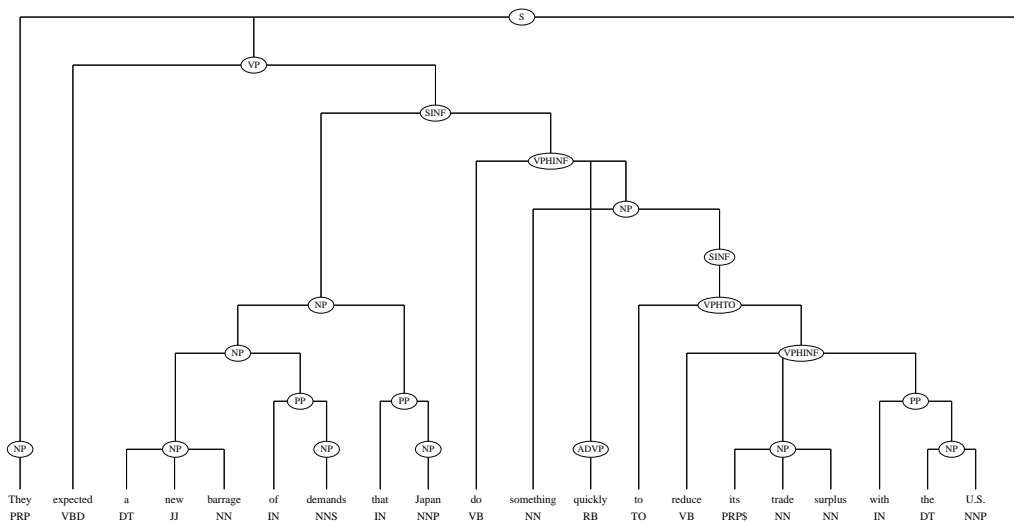 S
VP
SINF
VPHINF
NP
SINF
NP VPHTO
NP VPHINF
PP PP PP
NP NP NP NP ADVP NP NP
They expected a new barrage of demands that Japan do something quickly to reduce its trade surplus with the U.S.
PRP VBD DT JJ NN IN NNS IN NNP VB NN RB TO VB PRP$ NN NN IN DT NNP